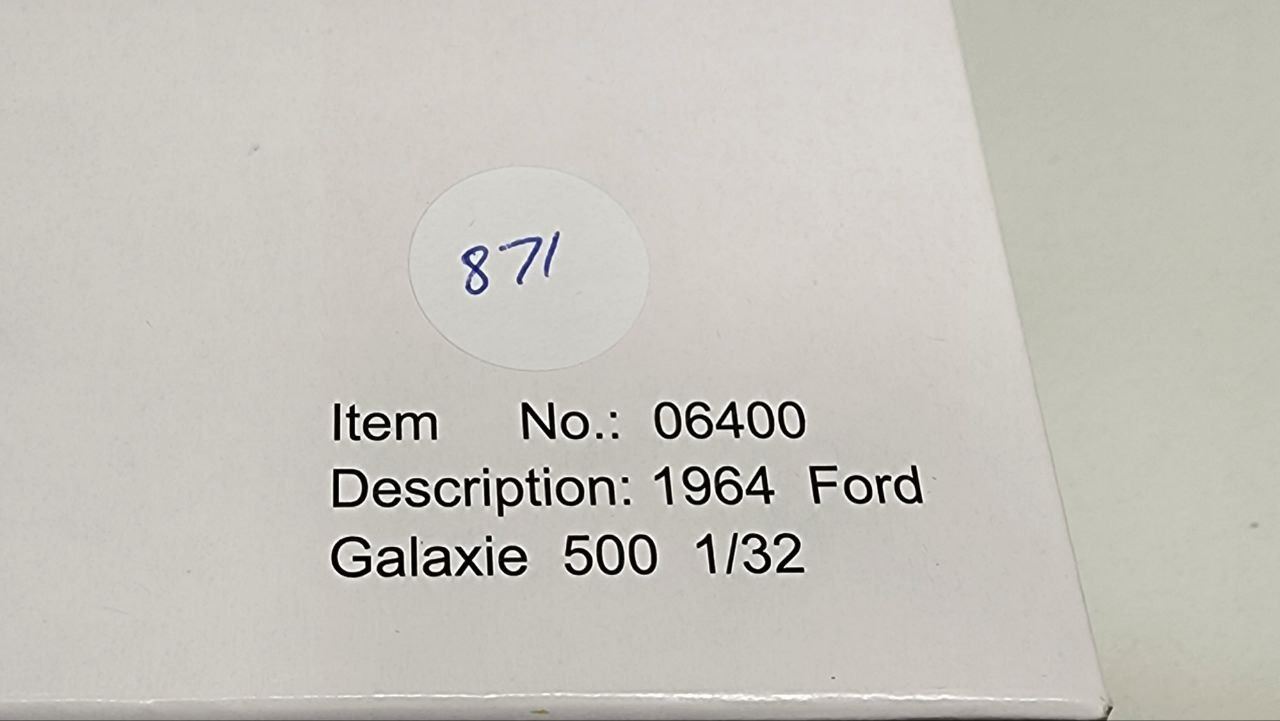 871
Item No.: 06400
Description: 1964 Ford
Galaxie 500 1/32